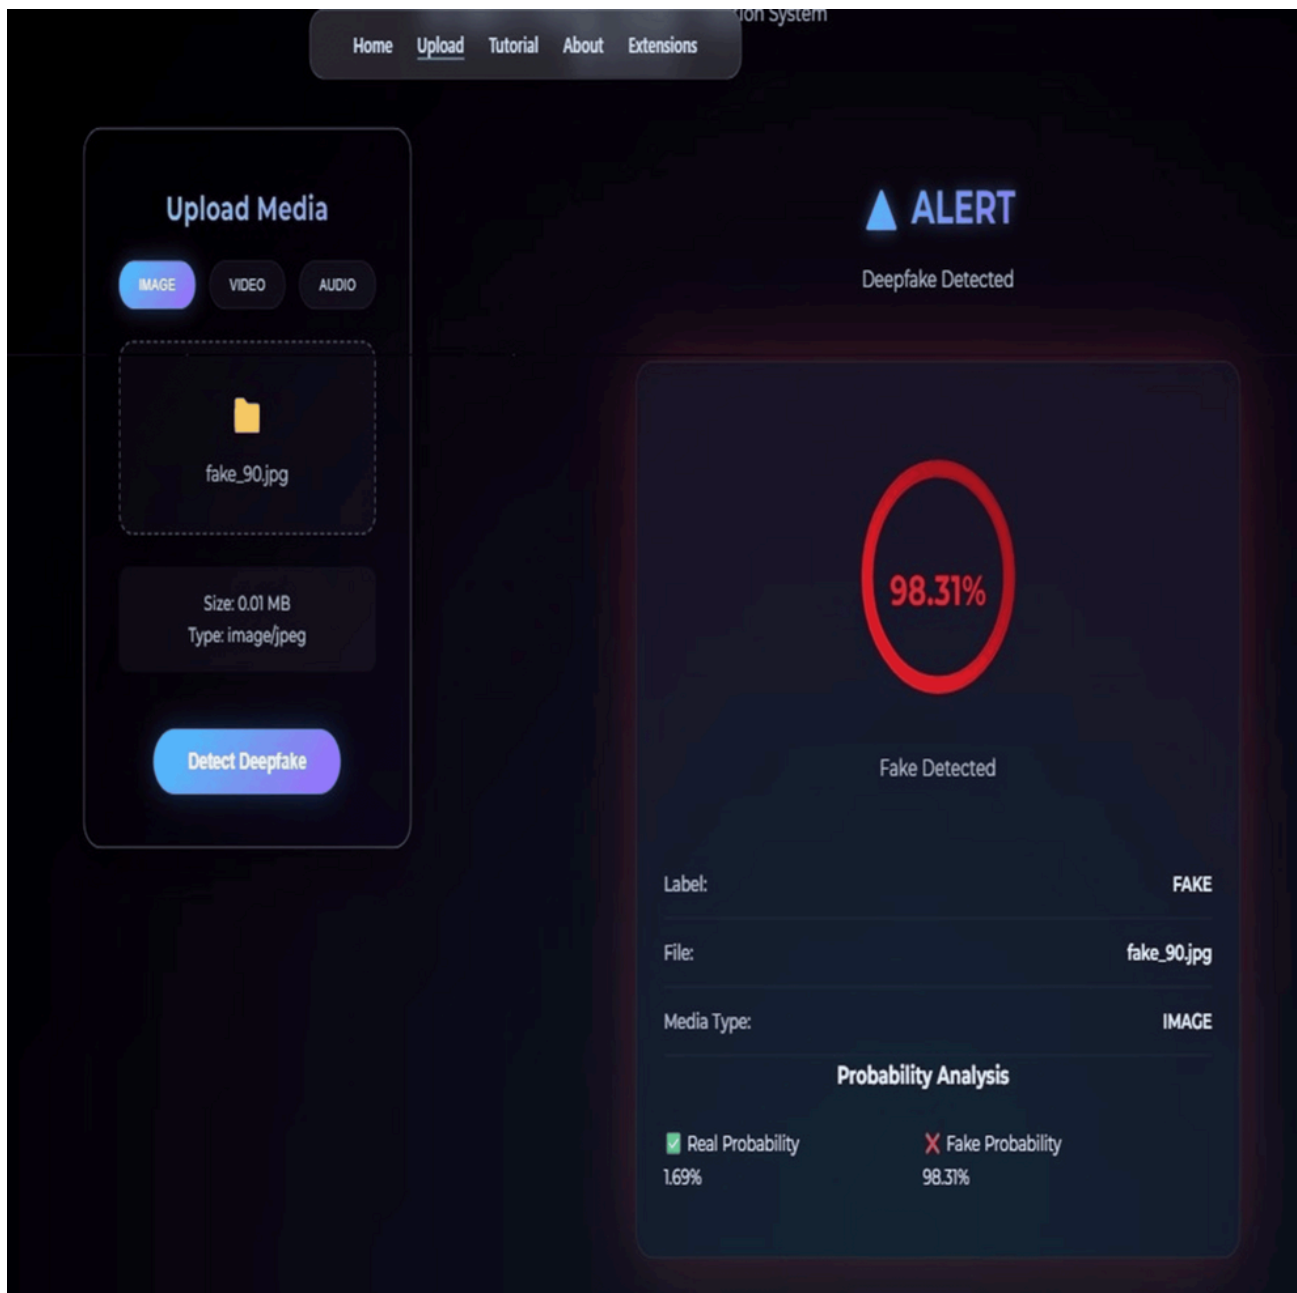 System
Home Upload Tutorial About Extensions
Upload Media
IMAGE VIDEO AUDIO
fake_90.jpg
Size: 0.01 MB
Type: image/jpeg
Detect Deepfake
ALERT
Deepfake Detected
98.31%
Fake Detected
Label: FAKE
File: fake_90.jpg
Media Type: IMAGE
Probability Analysis
Real Probability Fake Probability
1.69% 98.31%